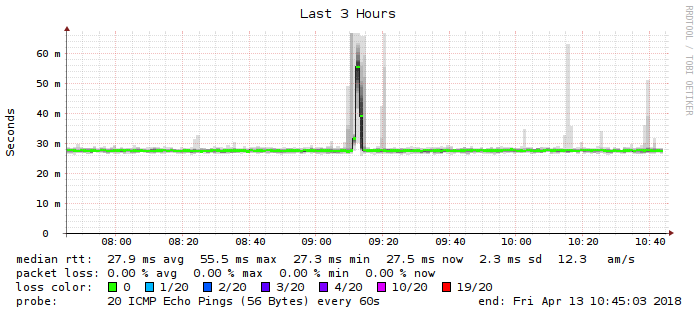 Last 3 Hours
RRDTOOL / TOBI OETIKER
Seconds
60 m
50 m
40 m
30 m
20 m
10 m
0
08:00 08:20 08:40 09:00 09:20 09:40 10:00 10:20 10:40
median rtt: 27.9 ms avg 55.5 ms max 27.3 ms min 27.5 ms now 2.3 ms sd 12.3 am/s
packet loss: 0.00 % avg 0.00 % max 0.00 % min 0.00 % now
loss color: 0 1/20 2/20 3/20 4/20 10/20 19/20
probe: 20 ICMP Echo Pings (56 Bytes) every 60s end: Fri Apr 13 10:45:03 2018